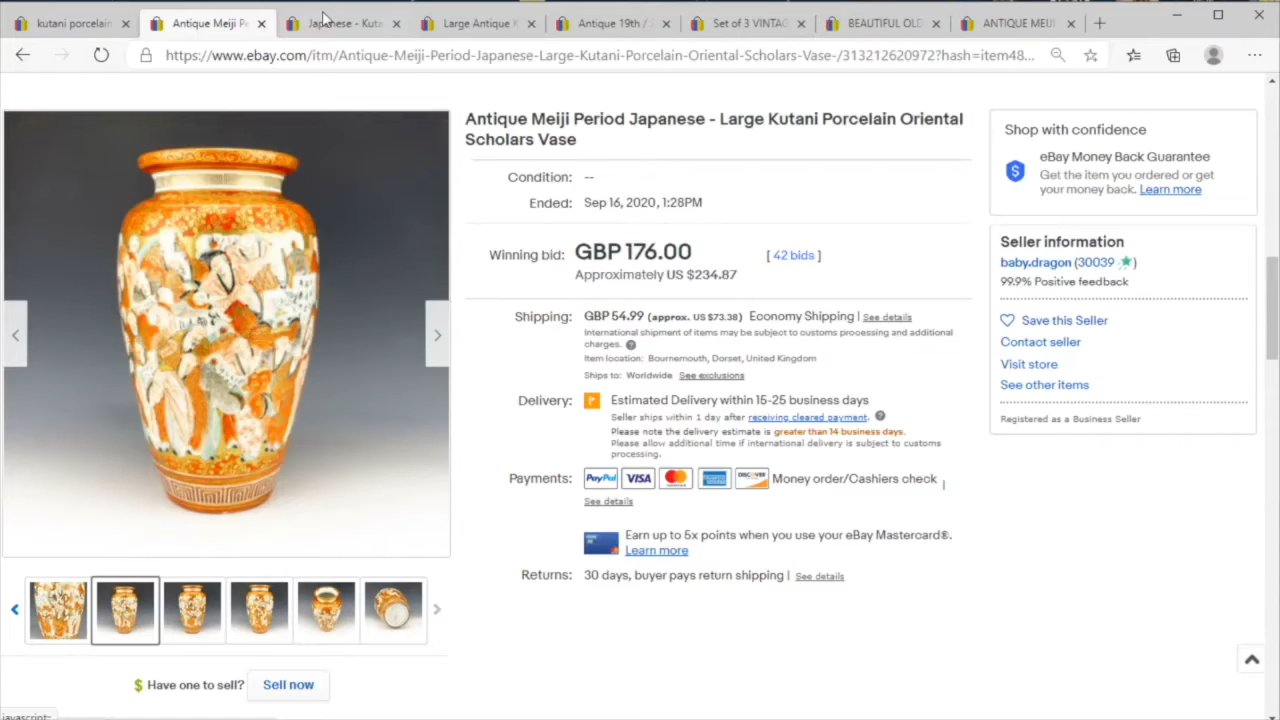 kutani porcelain
Antique Meiji P
Japanese - Kuta
Large Antique K
Antique 19th /
Set of 3 VINTAG
BEAUTIFUL OLD
ANTIQUE MEIJI
https://www.ebay.com/itm/Antique-Meiji-Period-Japanese-Large-Kutani-Porcelain-Oriental-Scholars-Vase-/313212620972?hash=item48...
Antique Meiji Period Japanese - Large Kutani Porcelain Oriental
Scholars Vase
Condition: --
Ended: Sep 16, 2020, 1:28PM
Winning bid: GBP 176.00 [ 42 bids ]
Approximately US $234.87
Shipping: GBP 54.99 (approx. US $73.38) Economy Shipping | See details
International shipment of items may be subject to customs processing and additional
charges.
Item location: Bournemouth, Dorset, United Kingdom
Ships to: Worldwide See exclusions
Delivery: Estimated Delivery within 15-25 business days
Seller ships within 1 day after receiving cleared payment.
Please note the delivery estimate is greater than 14 business days.
Please allow additional time if international delivery is subject to customs
processing.
Payments: PayPal VISA MasterCard AMERICAN EXPRESS DISCOVER Money order/Cashiers check |
See details
Earn up to 5x points when you use your eBay Mastercard®.
Learn more
Returns: 30 days, buyer pays return shipping | See details
Shop with confidence
eBay Money Back Guarantee
Get the item you ordered or get
your money back. Learn more
Seller information
baby.dragon (30039)
99.9% Positive feedback
Save this Seller
Contact seller
Visit store
See other items
Registered as a Business Seller
$ Have one to sell? Sell now
javascript: